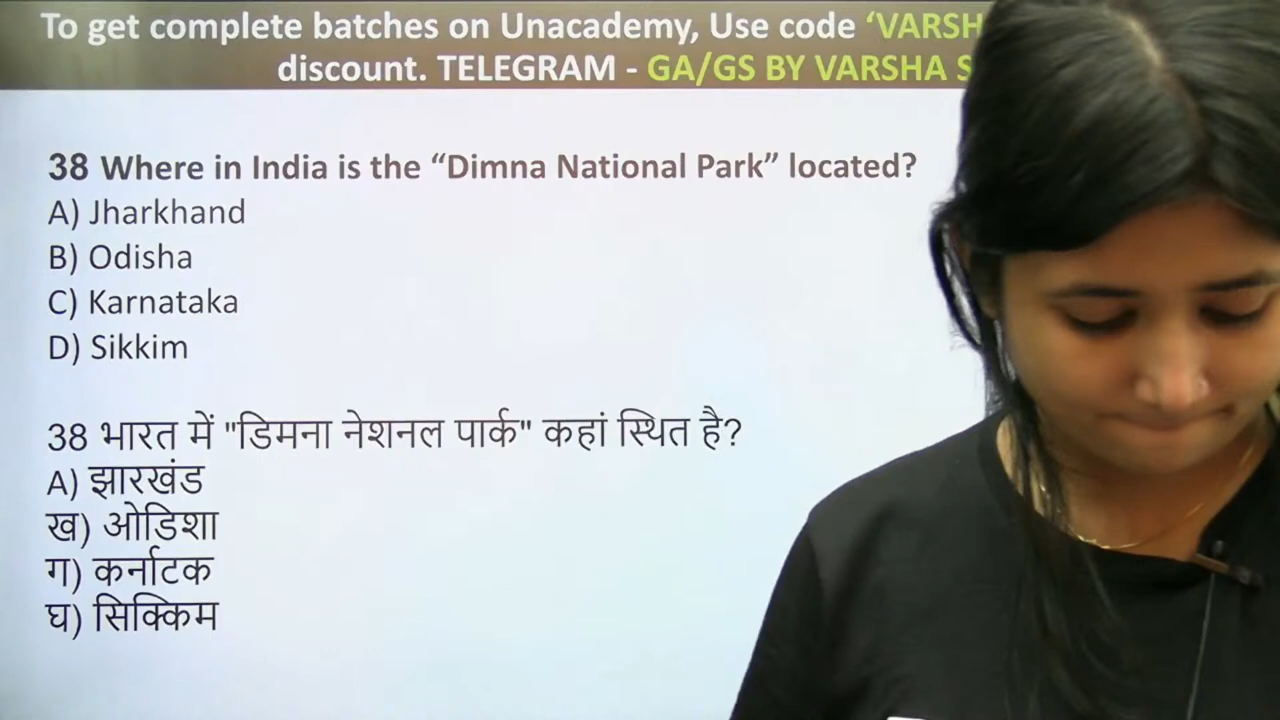 To get complete batches on Unacademy, Use code ‘VARSH
discount. TELEGRAM - GA/GS BY VARSHA S
38 Where in India is the “Dimna National Park” located?
A) Jharkhand
B) Odisha
C) Karnataka
D) Sikkim
38 भारत में "डिमना नेशनल पार्क" कहां स्थित है?
A) झारखंड
ख) ओडिशा
ग) कर्नाटक
घ) सिक्किम